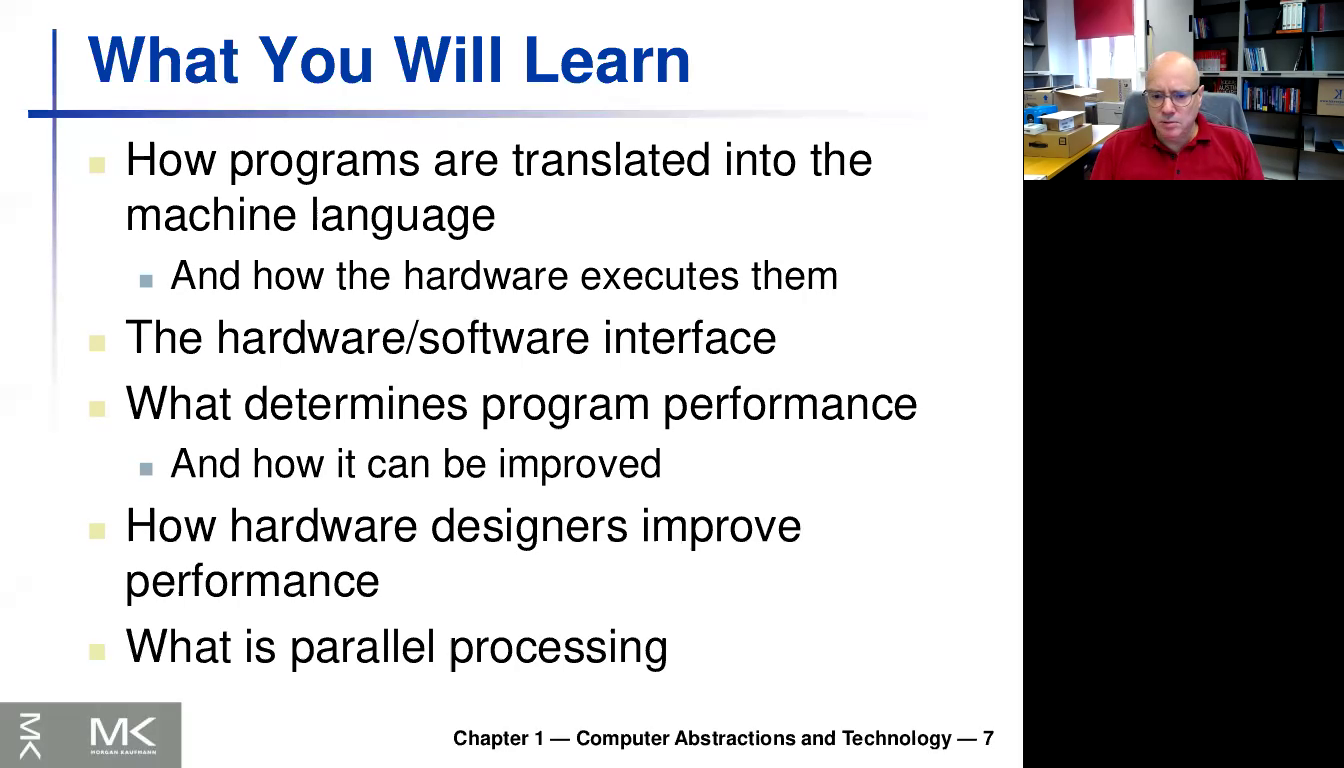 What You Will Learn
How programs are translated into the
machine language
And how the hardware executes them
The hardware/software interface
What determines program performance
And how it can be improved
How hardware designers improve
performance
What is parallel processing
MK
MK
MORGAN KAUFMANN
Chapter 1 — Computer Abstractions and Technology — 7